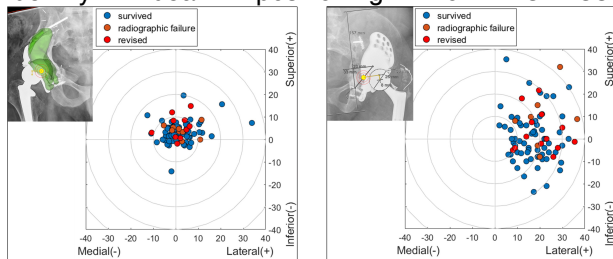 survived
radiographic failure
revised
Superior(+)
Inferior(-)
40
30
20
10
0
-10
-20
-30
-40
-40 -30 -20 -10 0 10 20 30 40
Medial(-) Lateral(+)
survived
radiographic failure
revised
Superior(+)
Inferior(-)
40
30
20
10
0
-10
-20
-30
-40
-40 -30 -20 -10 0 10 20 30 40
Medial(-) Lateral(+)